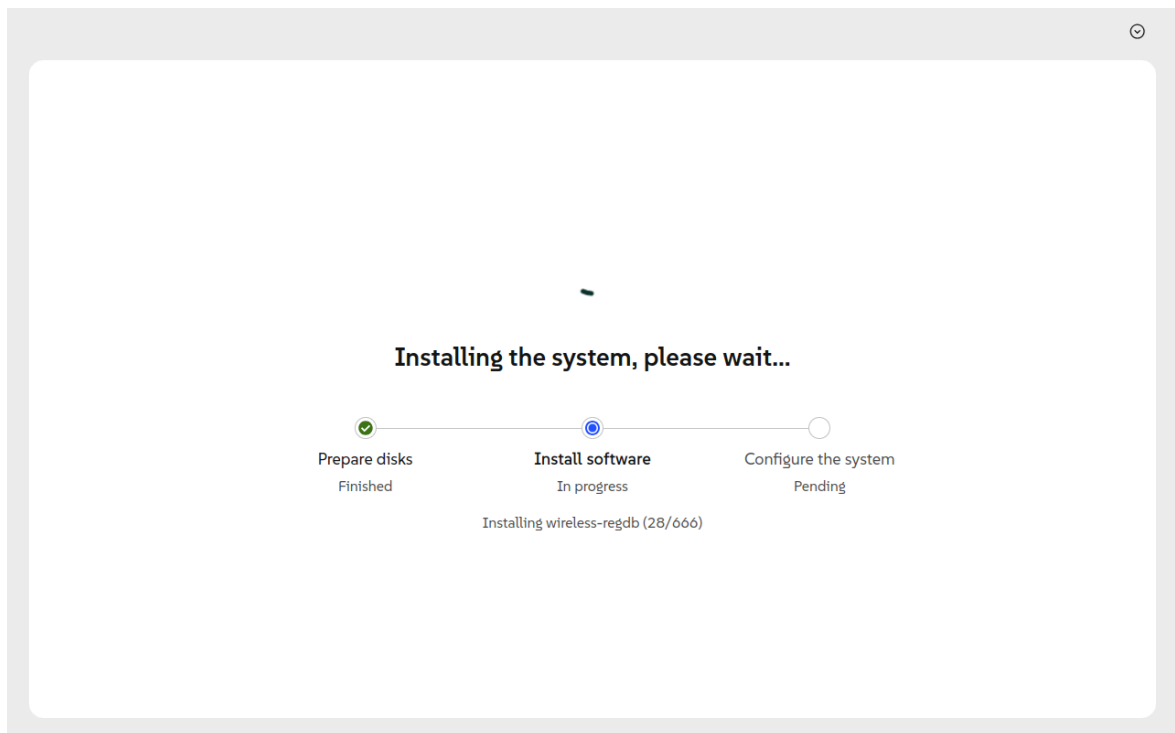 Installing the system, please wait...
Prepare disks
Finished
Install software
In progress
Configure the system
Pending
Installing wireless-regdb (28/666)